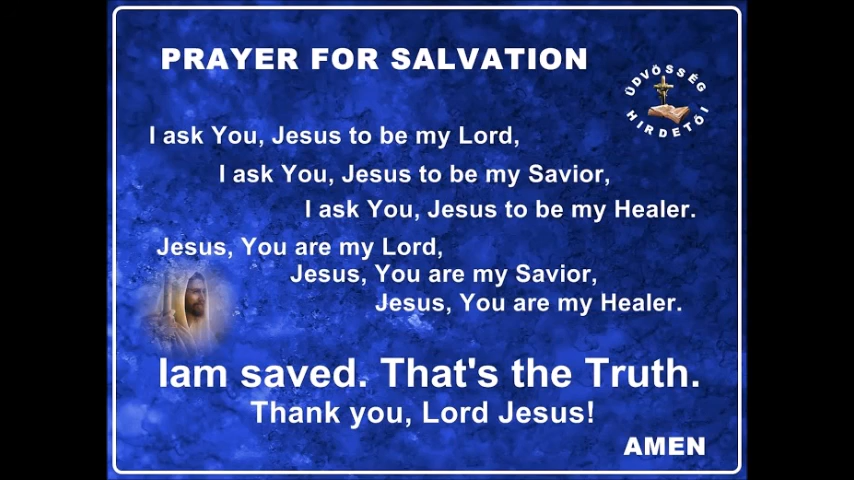 PRAYER FOR SALVATION
ÜDVÖSSÉG
HIRDETŐI
I ask You, Jesus to be my Lord,
I ask You, Jesus to be my Savior,
I ask You, Jesus to be my Healer.
Jesus, You are my Lord,
Jesus, You are my Savior,
Jesus, You are my Healer.
Iam saved. That's the Truth.
Thank you, Lord Jesus!
AMEN